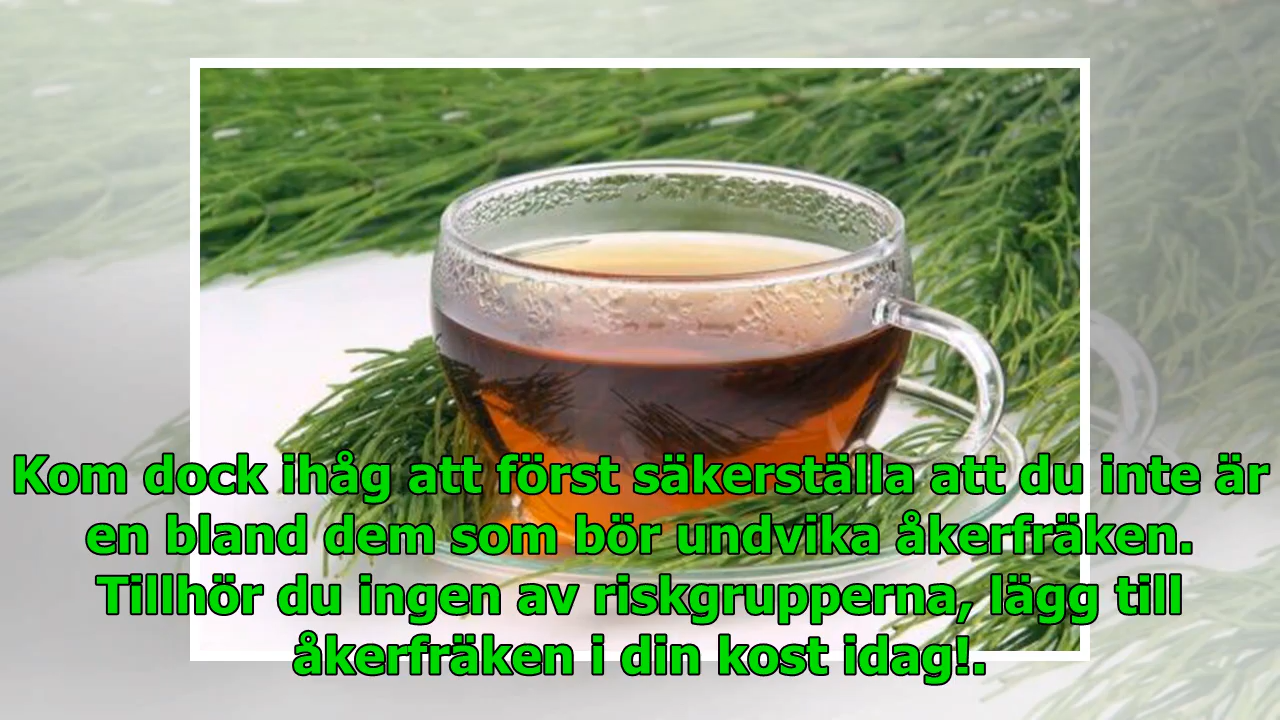 Kom dock ihåg att först säkerställa att du inte är
en bland dem som bör undvika åkerfräken.
Tillhör du ingen av riskgrupperna, lägg till
åkerfräken i din kost idag!.